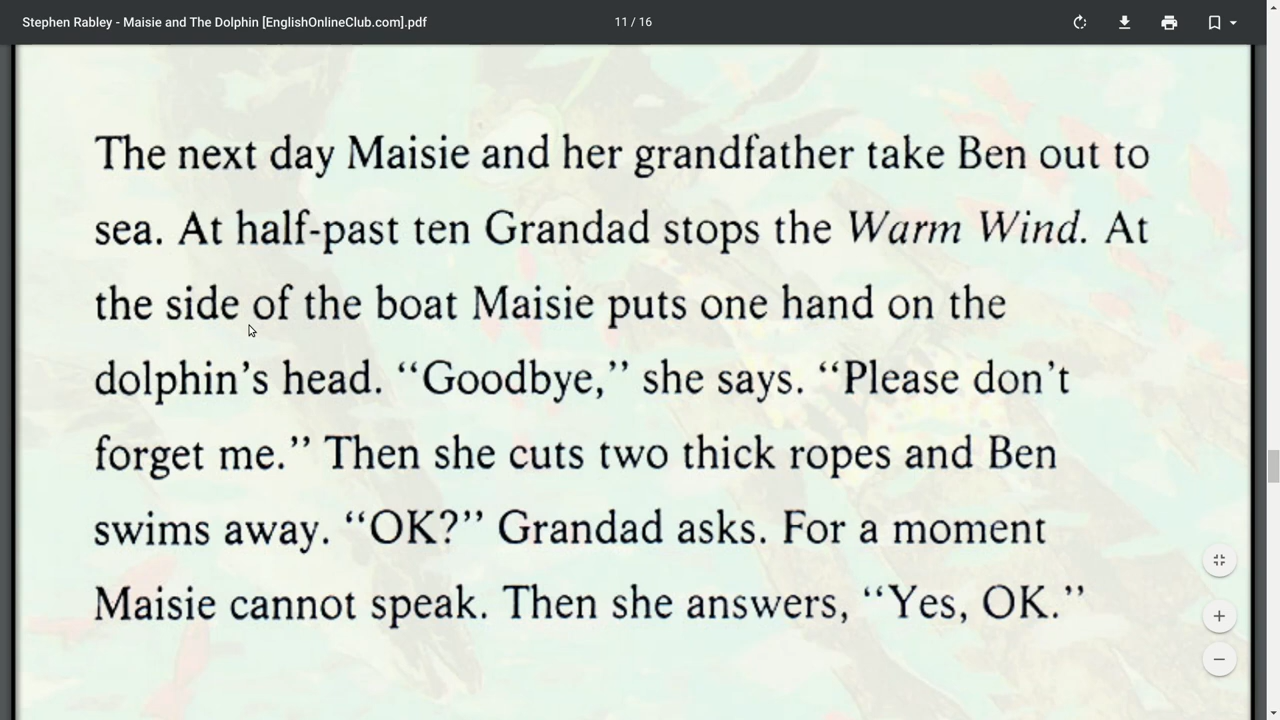 Stephen Rabley - Maisie and The Dolphin [EnglishOnlineClub.com].pdf
11 / 16
The next day Maisie and her grandfather take Ben out to
sea. At half-past ten Grandad stops the Warm Wind. At
the side of the boat Maisie puts one hand on the
dolphin's head. “Goodbye,” she says. “Please don't
forget me.” Then she cuts two thick ropes and Ben
swims away. “OK?” Grandad asks. For a moment
Maisie cannot speak. Then she answers, “Yes, OK.”